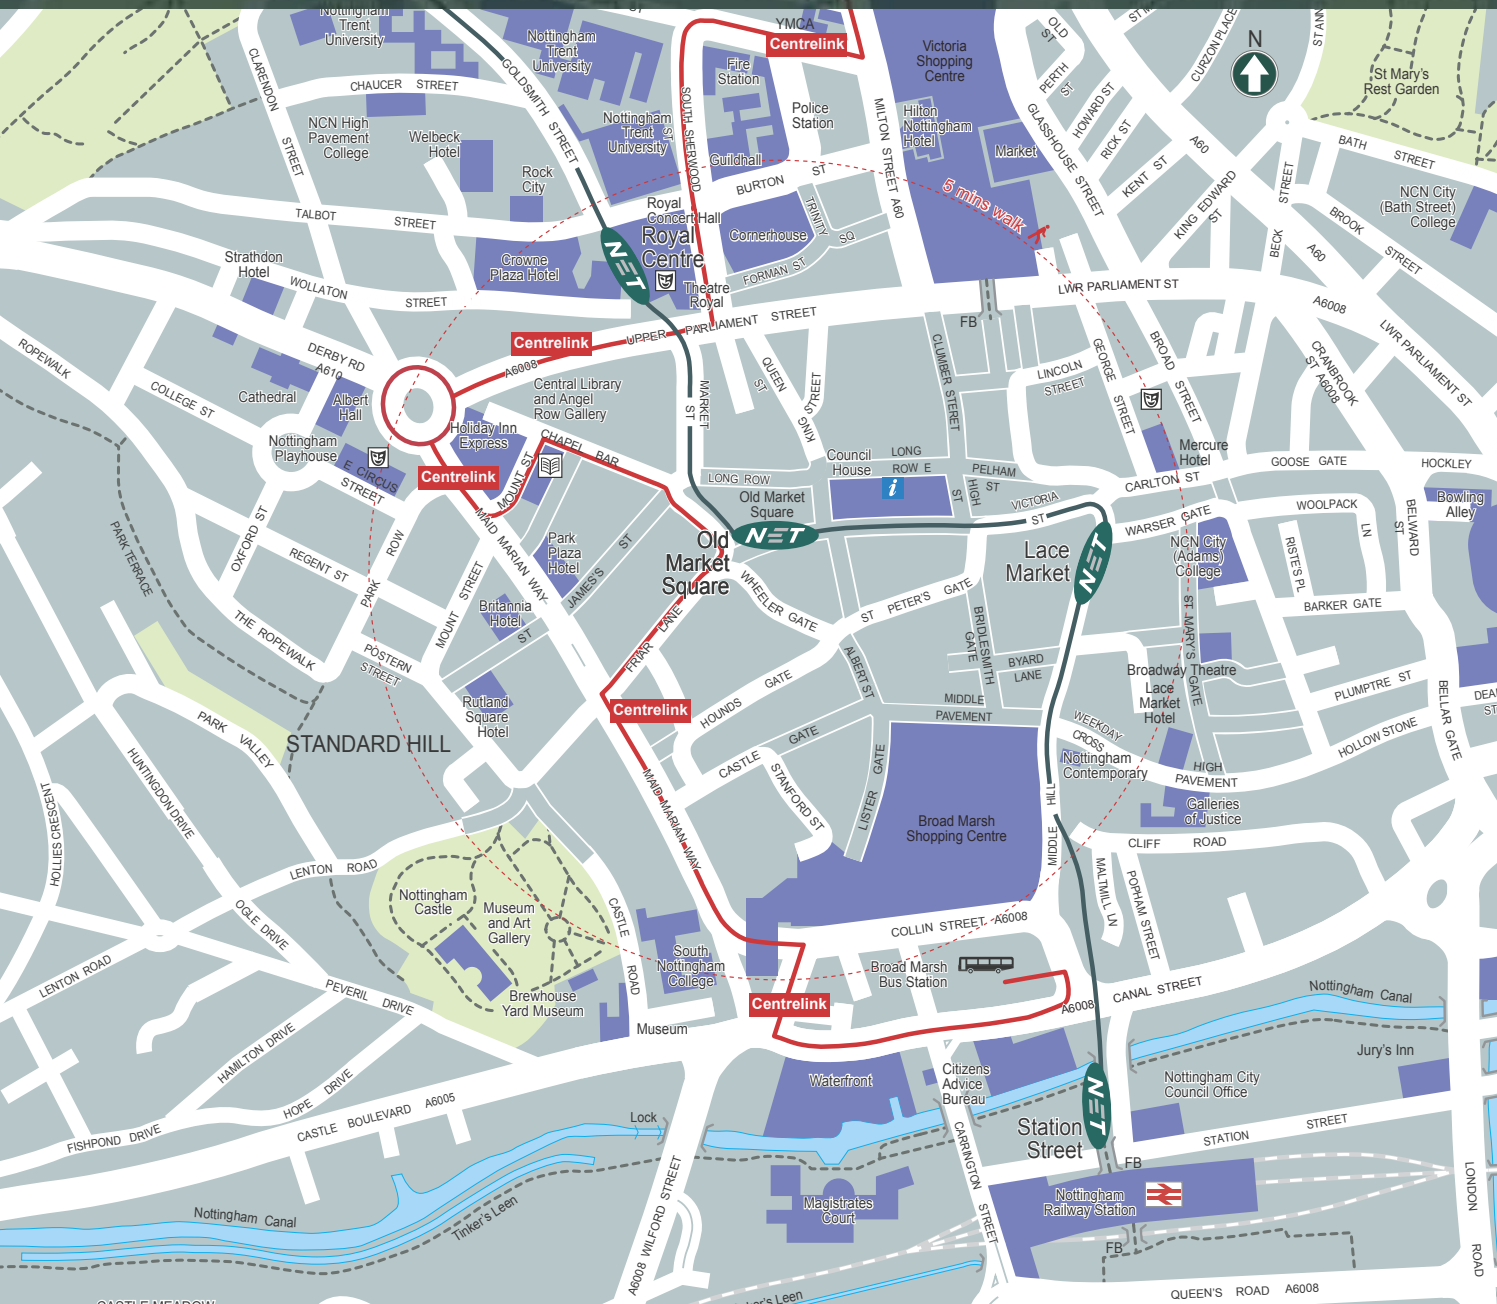 Nottingham
Trent
University
Nottingham
Trent
University
YMCA
Centrelink
Victoria
Shopping
Centre
OLD
ST
CURZON PLACE
N
ST ANN
St Mary's
Rest Garden
CLARENDON
STREET
CHAUCER STREET
GOLDSMITH STREET
Fire
Station
PERTH
ST
NCN High
Pavement
College
Welbeck
Hotel
Nottingham
Trent
University
SOUTH SHERWOOD
ST
Police
Station
MILTON STREET A60
Hilton
Nottingham
Hotel
Market
GLASSHOUSE STREET
HOWARD ST
RICK ST
KENT ST
A60
BATH STREET
Rock
City
Guildhall
BURTON ST
5 mins walk
KING EDWARD
ST
BECK STREET
NCN City
(Bath Street)
College
TALBOT STREET
Royal
Concert Hall
Royal
Centre
Cornerhouse
TRINITY
SQ
FORMAN ST
BROOK STREET
A60
Strathdon
Hotel
Crowne
Plaza Hotel
NET
Theatre
Royal
WOLLATON STREET
LWR PARLIAMENT ST
A6008
FB
Centrelink
UPPER PARLIAMENT STREET
ROPEWALK
DERBY RD
A610
A6008
LWR PARLIAMENT ST
CRANBROOK
ST A6008
COLLEGE ST
Cathedral
Albert
Hall
Central Library
and Angel
Row Gallery
MARKET
ST
QUEEN
ST
KING STREET
CLUMBER STERET
LINCOLN
STREET
GEORGE
STREET
BROAD STREET
Nottingham
Playhouse
Holiday Inn
Express
CHAPEL BAR
E CIRCUS
STREET
Centrelink
MOUNT ST
LONG ROW
Council
House
LONG
ROW E
PELHAM
ST
HIGH
ST
Mercure
Hotel
GOOSE GATE
HOCKLEY
CARLTON ST
Old Market
Square
i
NET
VICTORIA
ST
WARSER GATE
WOOLPACK
LN
BELWARD
ST
Bowling
Alley
OXFORD ST
MAID MARIAN WAY
PARK TERRACE
REGENT ST
PARK ROW
Park
Plaza
Hotel
JAMES'S ST
Old
Market
Square
WHEELER GATE
ST PETER'S GATE
Lace
Market
NET
NCN City
(Adams)
College
RISTE'S PL
BARKER GATE
MOUNT STREET
Britannia
Hotel
ST
FRIAR LANE
ALBERT ST
BRIDLESMITH
GATE
BYARD
LANE
ST MARY'S
GATE
THE ROPEWALK
POSTERN
STREET
Broadway Theatre
Lace
Market
Hotel
PLUMPTRE ST
DEA
ST
Rutland
Square
Hotel
Centrelink
HOUNDS GATE
CASTLE GATE
MIDDLE
PAVEMENT
WEEKDAY
CROSS
Nottingham
Contemporary
HIGH
PAVEMENT
HOLLOW STONE
BELLAR GATE
STANDARD HILL
PARK VALLEY
HUNTINGDON DRIVE
MAID MARIAN WAY
STANFORD ST
LISTER GATE
Broad Marsh
Shopping Centre
MIDDLE HILL
Galleries
of Justice
CLIFF ROAD
MALTMILL LN
POPHAM STREET
HOLLIES CRESCENT
LENTON ROAD
OGLE DRIVE
Nottingham
Castle
Museum
and Art
Gallery
CASTLE
ROAD
South
Nottingham
College
COLLIN STREET A6008
Broad Marsh
Bus Station
LENTON ROAD
PEVERIL DRIVE
Brewhouse
Yard Museum
Museum
Centrelink
A6008
CANAL STREET
Nottingham Canal
HAMILTON DRIVE
HOPE DRIVE
CASTLE BOULEVARD A6005
FISHPOND DRIVE
Lock
Waterfront
Citizens
Advice
Bureau
NET
Station
Street
Nottingham City
Council Office
Jury's Inn
STATION STREET
FB
CARRINGTON
STREET
Magistrates
Court
Nottingham
Railway Station
FB
LONDON
ROAD
Nottingham Canal
Tinker's Leen
A6008 WILFORD STREET
QUEEN'S ROAD A6008